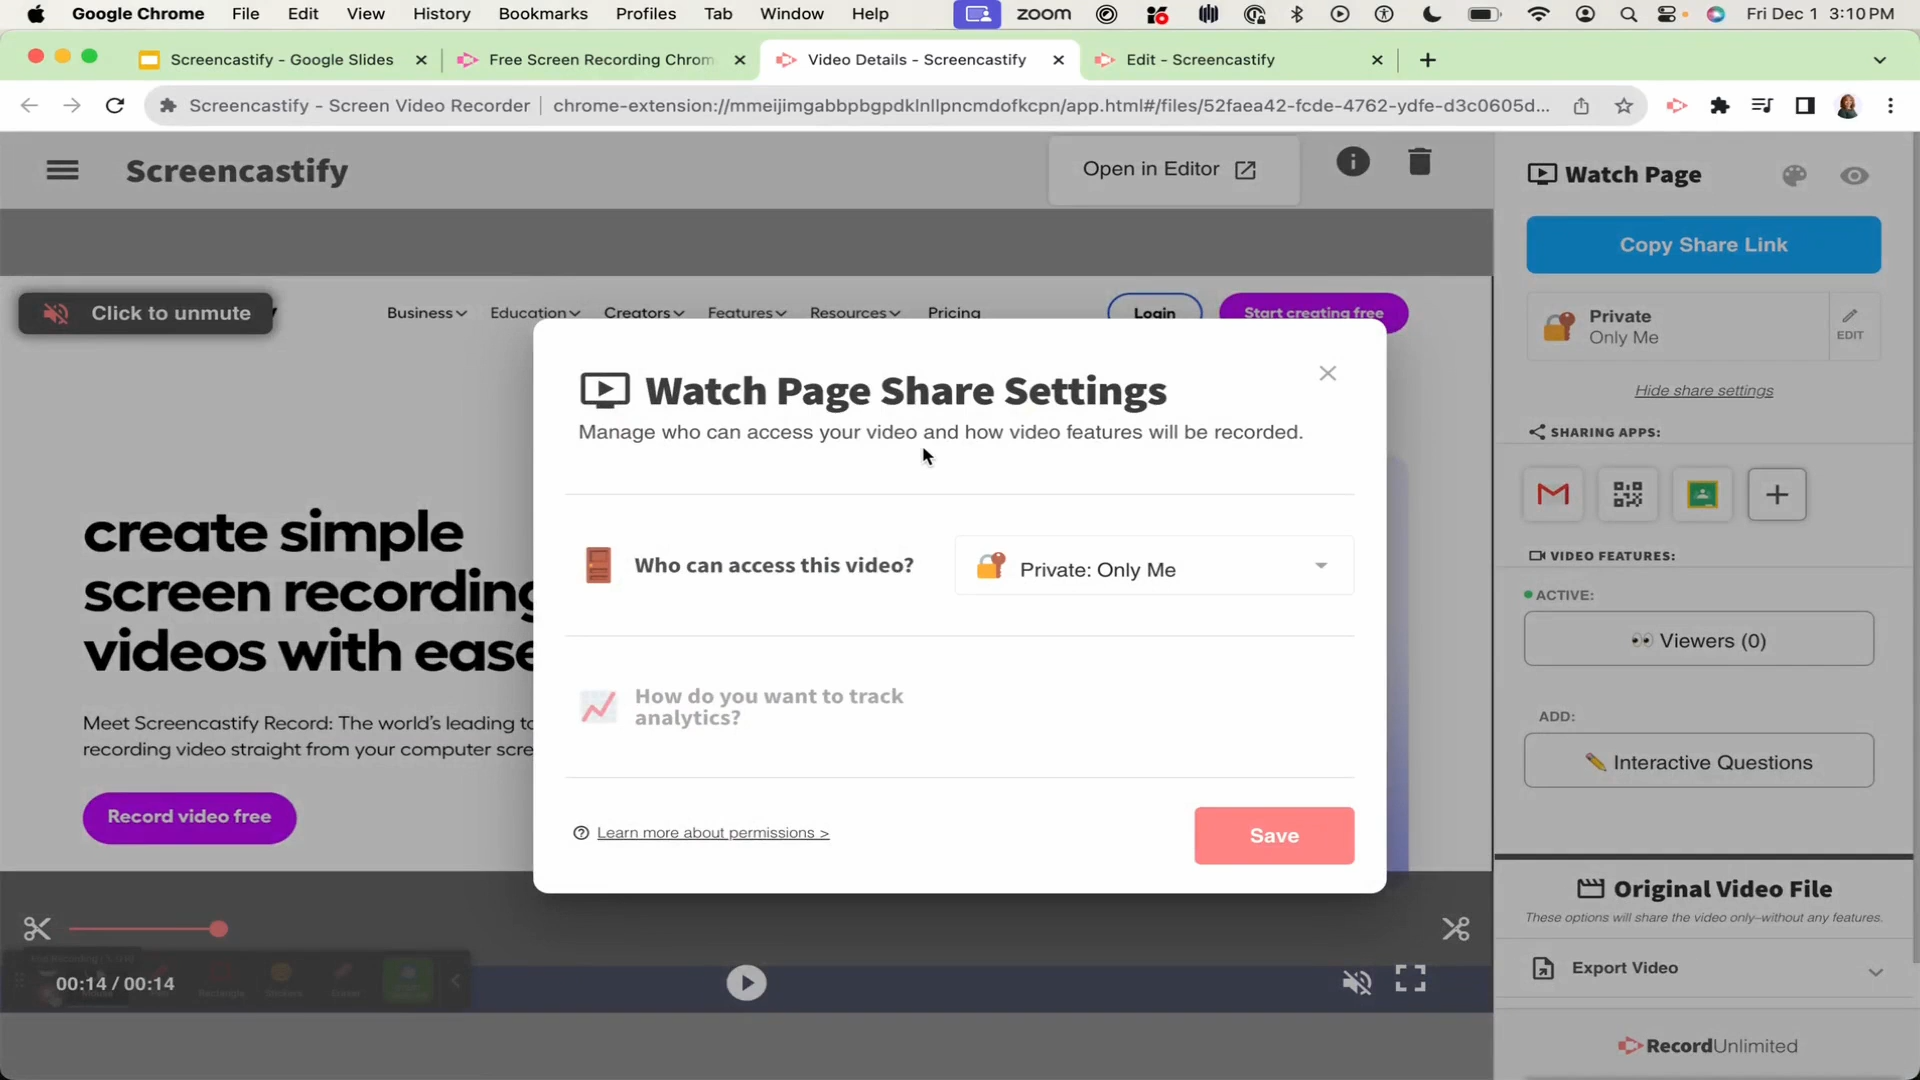 Google Chrome File Edit View History Bookmarks Profiles Tab Window Help zoom Fri Dec 1 3:10 PM
Screencastify - Google Slides Free Screen Recording Chrom Video Details - Screencastify Edit - Screencastify
Screencastify - Screen Video Recorder chrome-extension://mmeijimgabbpbgpdklnllpncmdofkcpn/app.html#/files/52faea42-fcde-4762-ydfe-d3c0605d...
Screencastify
Open in Editor
Watch Page
Copy Share Link
Click to unmute
Business Education Creators Features Resources Pricing Login Start creating free
Private
Only Me
EDIT
Hide share settings
SHARING APPS:
VIDEO FEATURES:
ACTIVE:
Viewers (0)
ADD:
Interactive Questions
Watch Page Share Settings
Manage who can access your video and how video features will be recorded.
Who can access this video?
Private: Only Me
How do you want to track
analytics?
Learn more about permissions >
Save
create simple
screen recording
videos with ease
Meet Screencastify Record: The world's leading to
recording video straight from your computer scre
Record video free
00:14 / 00:14
Original Video File
These options will share the video only–without any features.
Export Video
RecordUnlimited